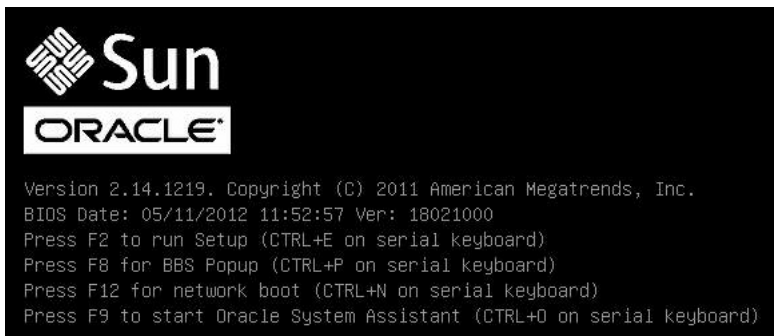 Sun
ORACLE
Version 2.14.1219. Copyright (C) 2011 American Megatrends, Inc.
BIOS Date: 05/11/2012 11:52:57 Ver: 18021000
Press F2 to run Setup (CTRL+E on serial keyboard)
Press F8 for BBS Popup (CTRL+P on serial keyboard)
Press F12 for network boot (CTRL+N on serial keyboard)
Press F9 to start Oracle System Assistant (CTRL+O on serial keyboard)